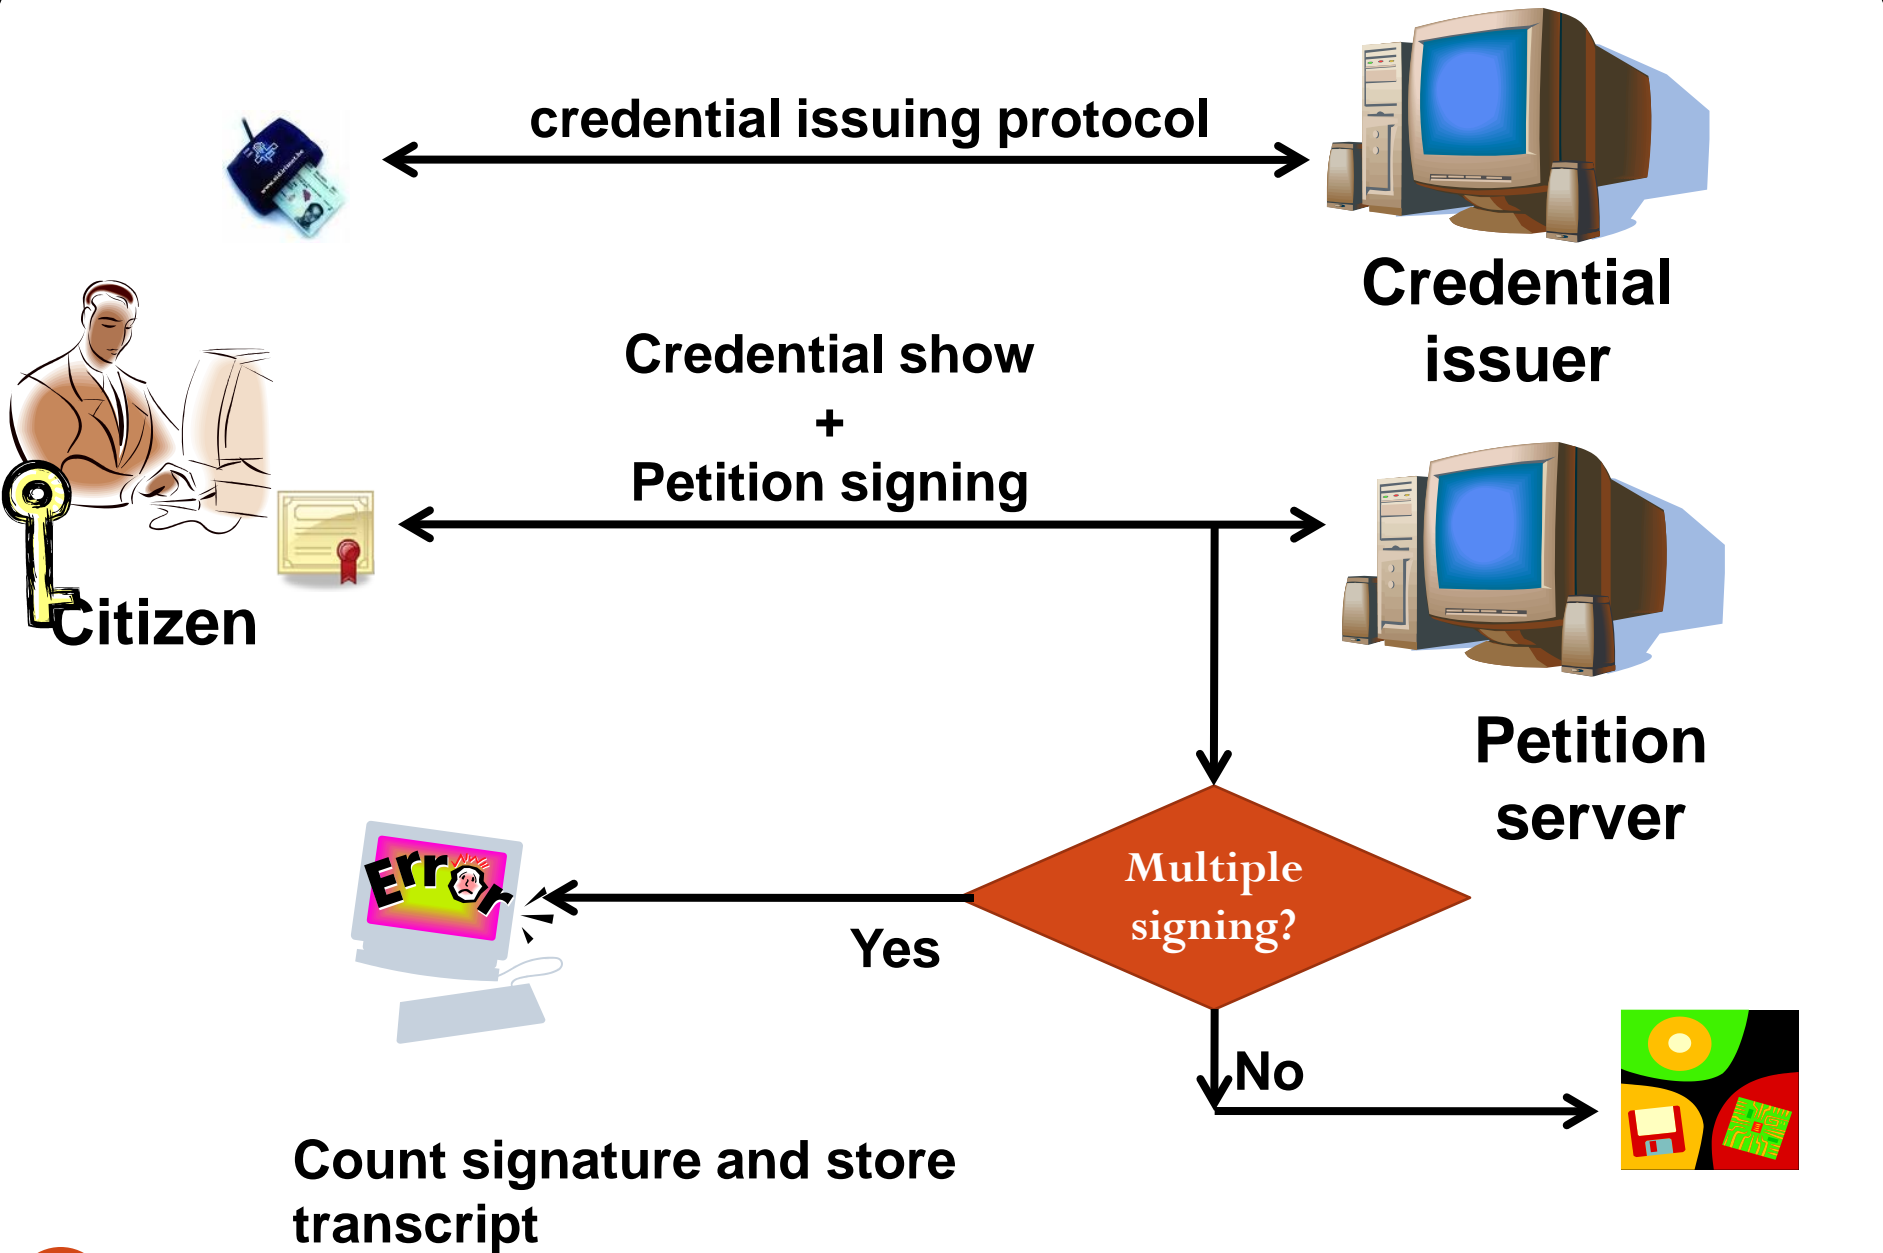 credential issuing protocol
Credential
issuer
Credential show
+
Petition signing
Citizen
Petition
server
Error
Multiple
signing?
Yes
No
Count signature and store
transcript